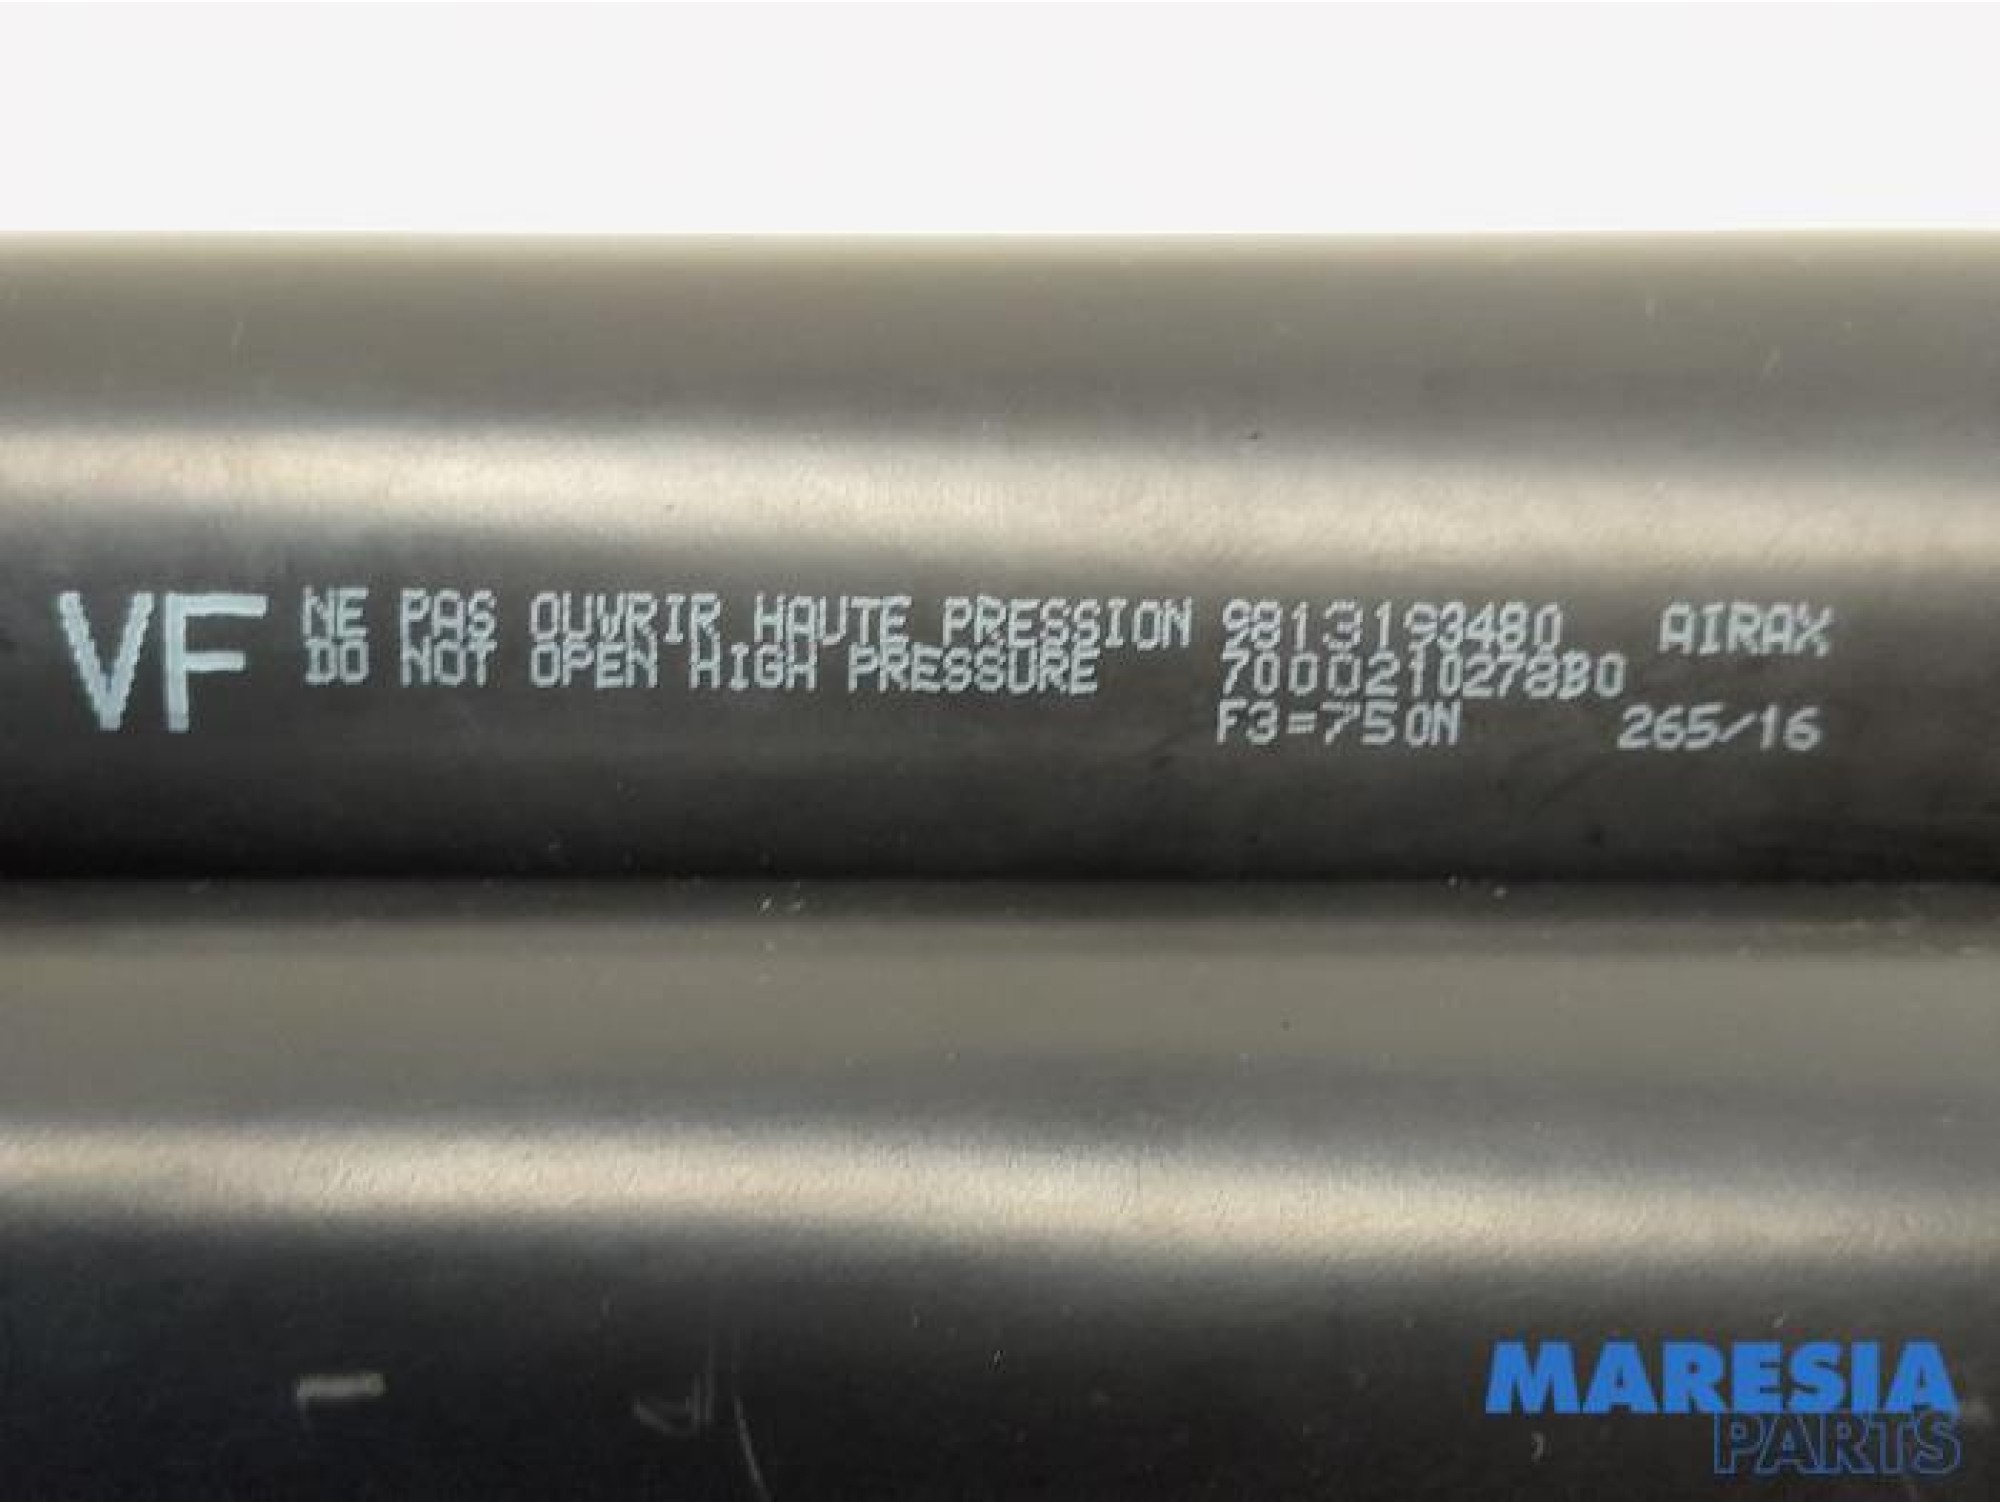 VF
NE PAS OUVRIR HAUTE PRESSION 9813193480 AIRAX
DO NOT OPEN HIGH PRESSURE 7000210278B0
F3=750N 265/16
MARESIA
PARTS